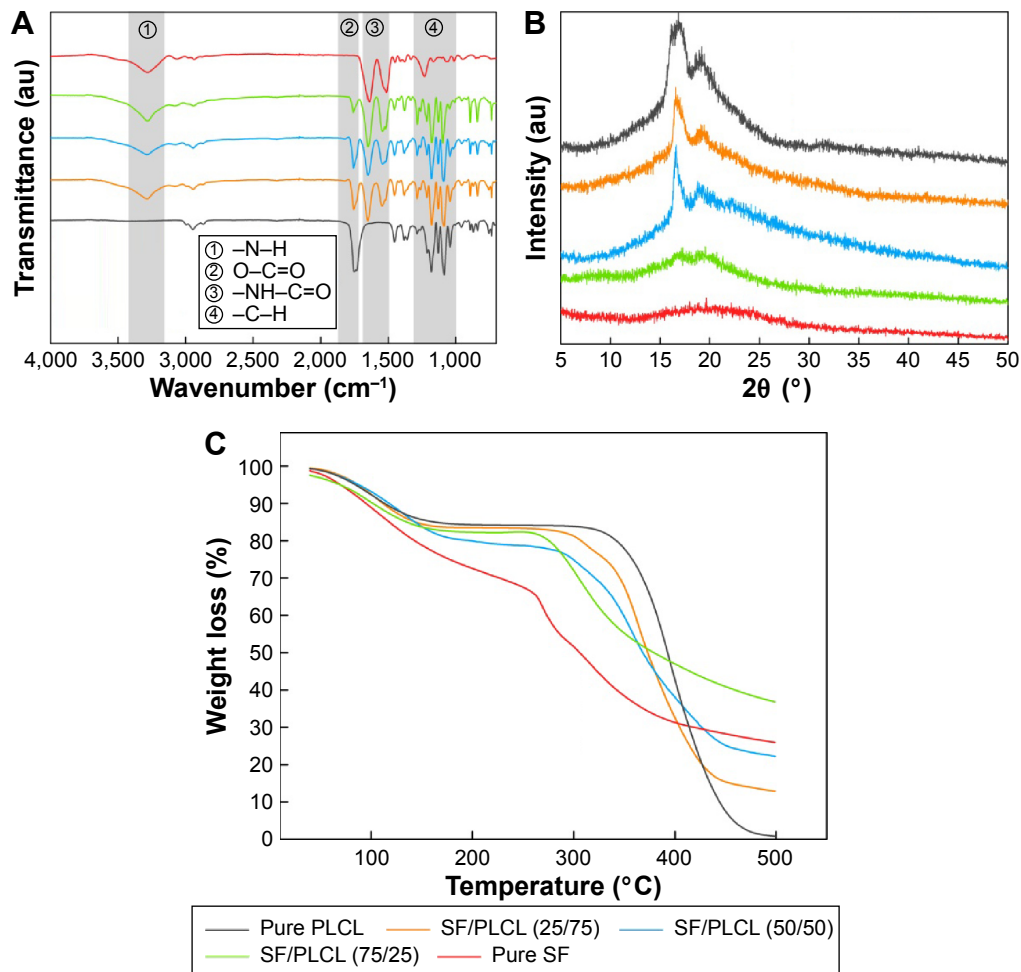 A
① ② ③ ④
Transmittance (au)
① –N–H
② O–C=O
③ –NH–C=O
④ –C–H
4,000 3,500 3,000 2,500 2,000 1,500 1,000
Wavenumber (cm⁻¹)
B
Intensity (au)
5 10 15 20 25 30 35 40 45 50
2θ (°)
C
Weight loss (%)
100
90
80
70
60
50
40
30
20
10
0
100 200 300 400 500
Temperature (°C)
Pure PLCL SF/PLCL (25/75) SF/PLCL (50/50)
SF/PLCL (75/25) Pure SF